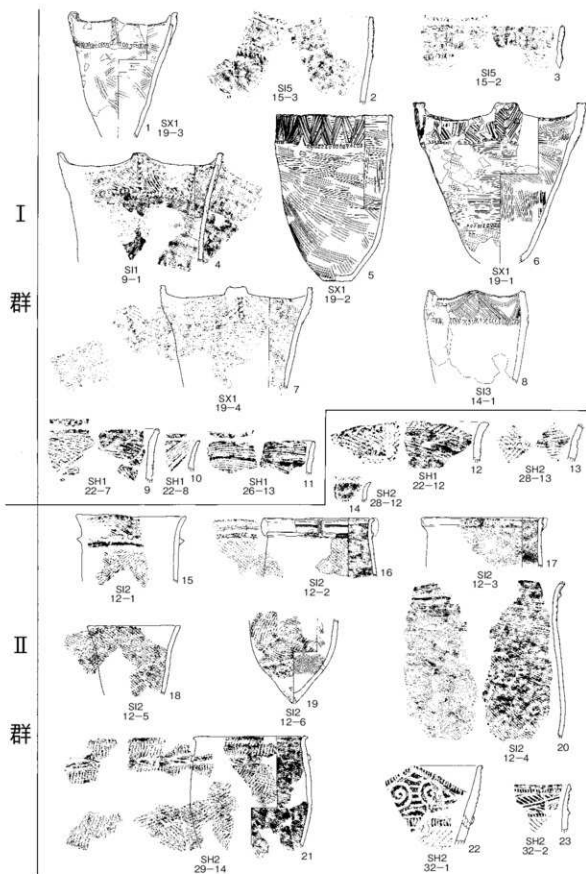 Ⅰ
群
1
SX1
19-3
SI5
15-3
2
SI5
15-2
3
SI1
9-1
4
5
SX1
19-2
SX1
19-1
6
SX1
19-4
7
SI3
14-1
8
SH1
22-7
9
SH1
22-8
10
SH1
26-13
11
SH1
22-12
12
SH2
28-13
13
14
SH2
28-12
Ⅱ
群
SI2
12-1
15
SI2
12-2
16
SI2
12-3
17
SI2
12-5
18
SI2
12-6
19
SI2
12-4
20
SH2
29-14
21
SH2
32-1
22
SH2
32-2
23